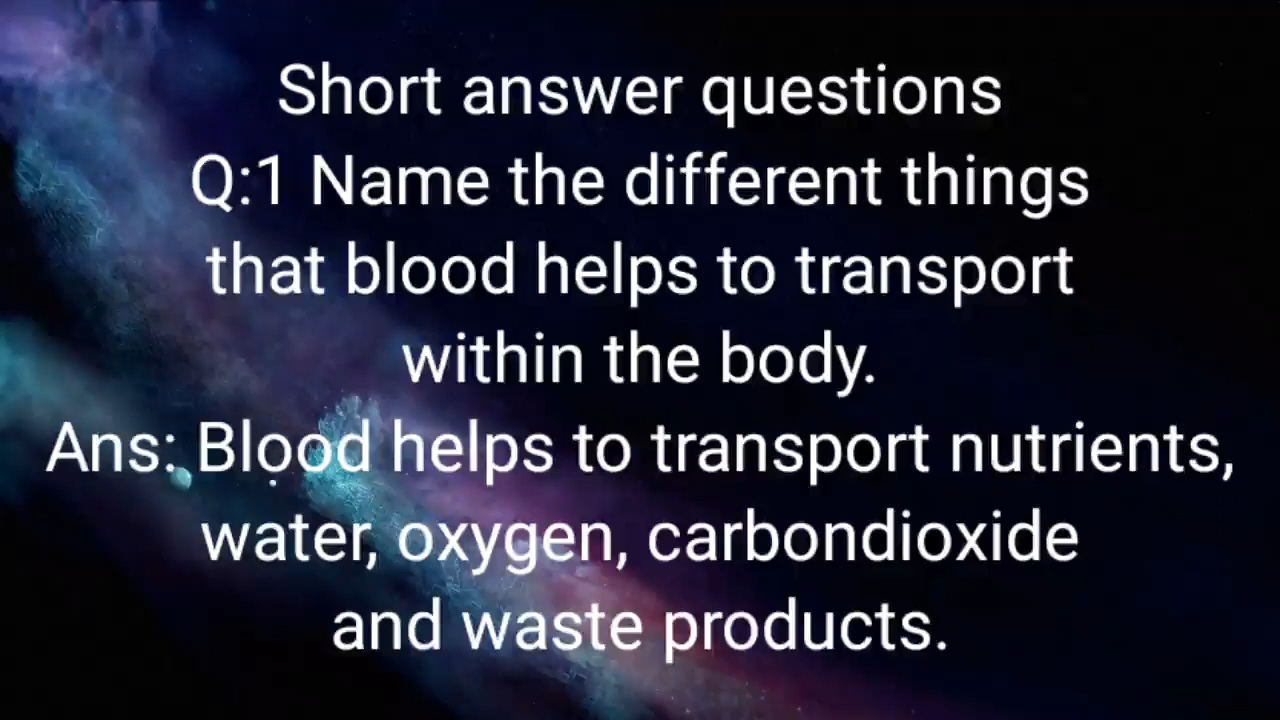 Short answer questions
Q:1 Name the different things
that blood helps to transport
within the body.
Ans: Blood helps to transport nutrients,
water, oxygen, carbondioxide
and waste products.